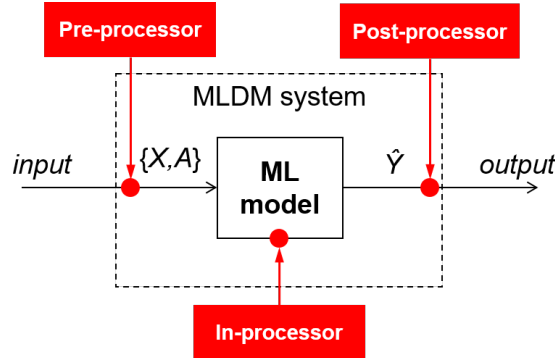 Pre-processor
Post-processor
MLDM system
input
{X,A}
ML
model
Ŷ
output
In-processor